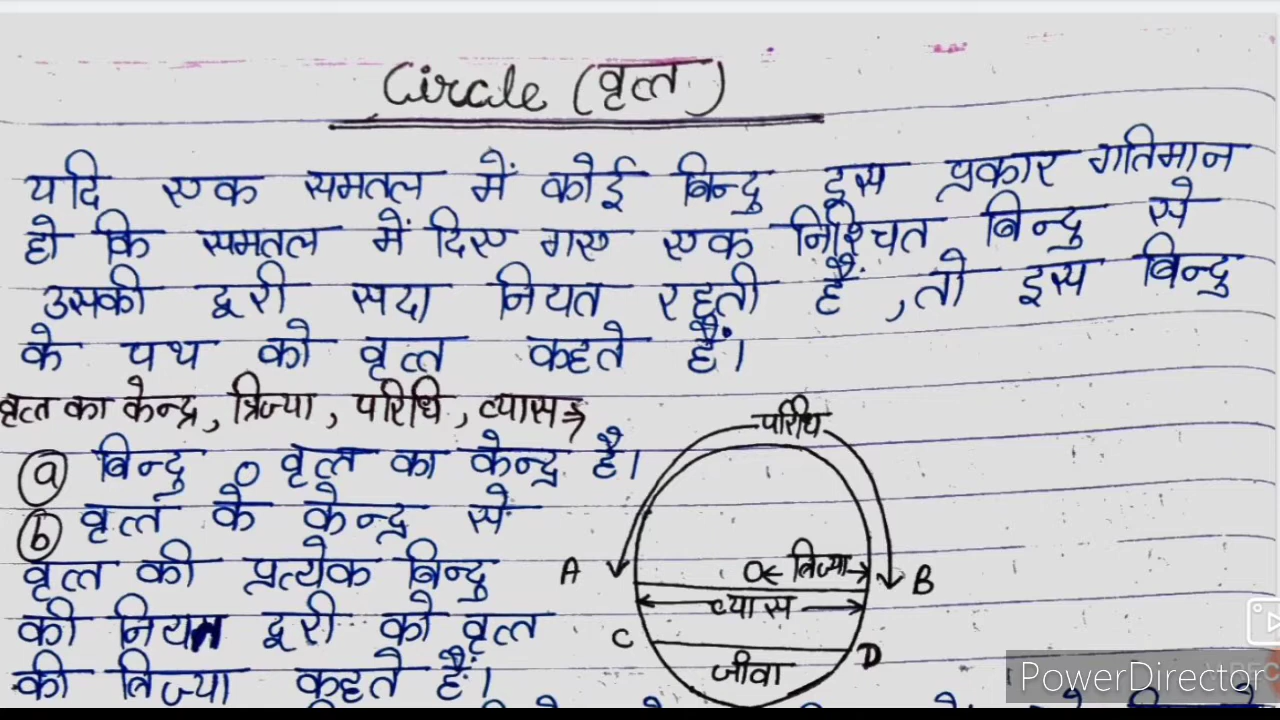 Circle (वृत्त)
यदि एक समतल में कोई बिन्दु इस प्रकार गतिमान
हो कि समतल में दिए गए एक निश्चित बिन्दु से
उसकी दूरी सदा नियत रहती हैं, तो इस बिन्दु
के पथ को वृत्त कहते हैं।
वृत्त का केन्द्र, त्रिज्या, परिधि, व्यास⇒
(a) बिन्दु O वृत्त का केन्द्र है।
(b) वृत्त के केन्द्र से
वृत्त की प्रत्येक बिन्दु
की नियत दूरी को वृत्त
की त्रिज्या कहते हैं।
परिधि
A O त्रिज्या B
व्यास
C D
जीवा
PowerDirector